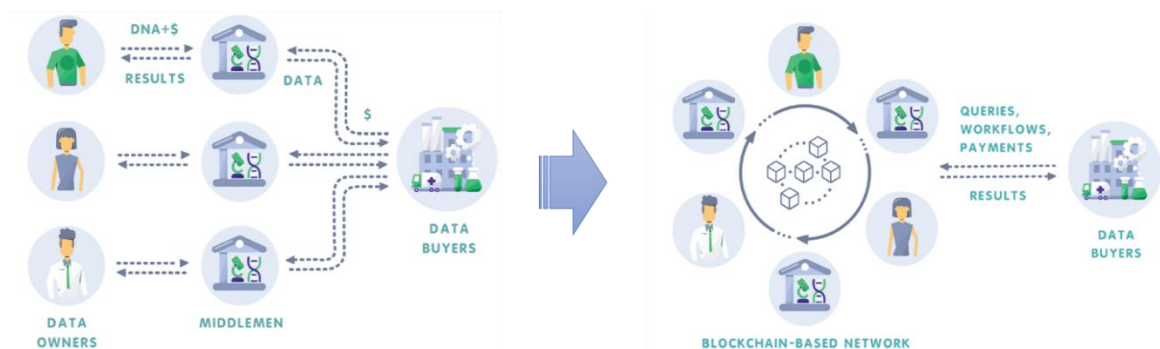 DNA+$
RESULTS
DATA
$
DATA
BUYERS
DATA
OWNERS
MIDDLEMEN
QUERIES,
WORKFLOWS,
PAYMENTS
RESULTS
DATA
BUYERS
BLOCKCHAIN-BASED NETWORK